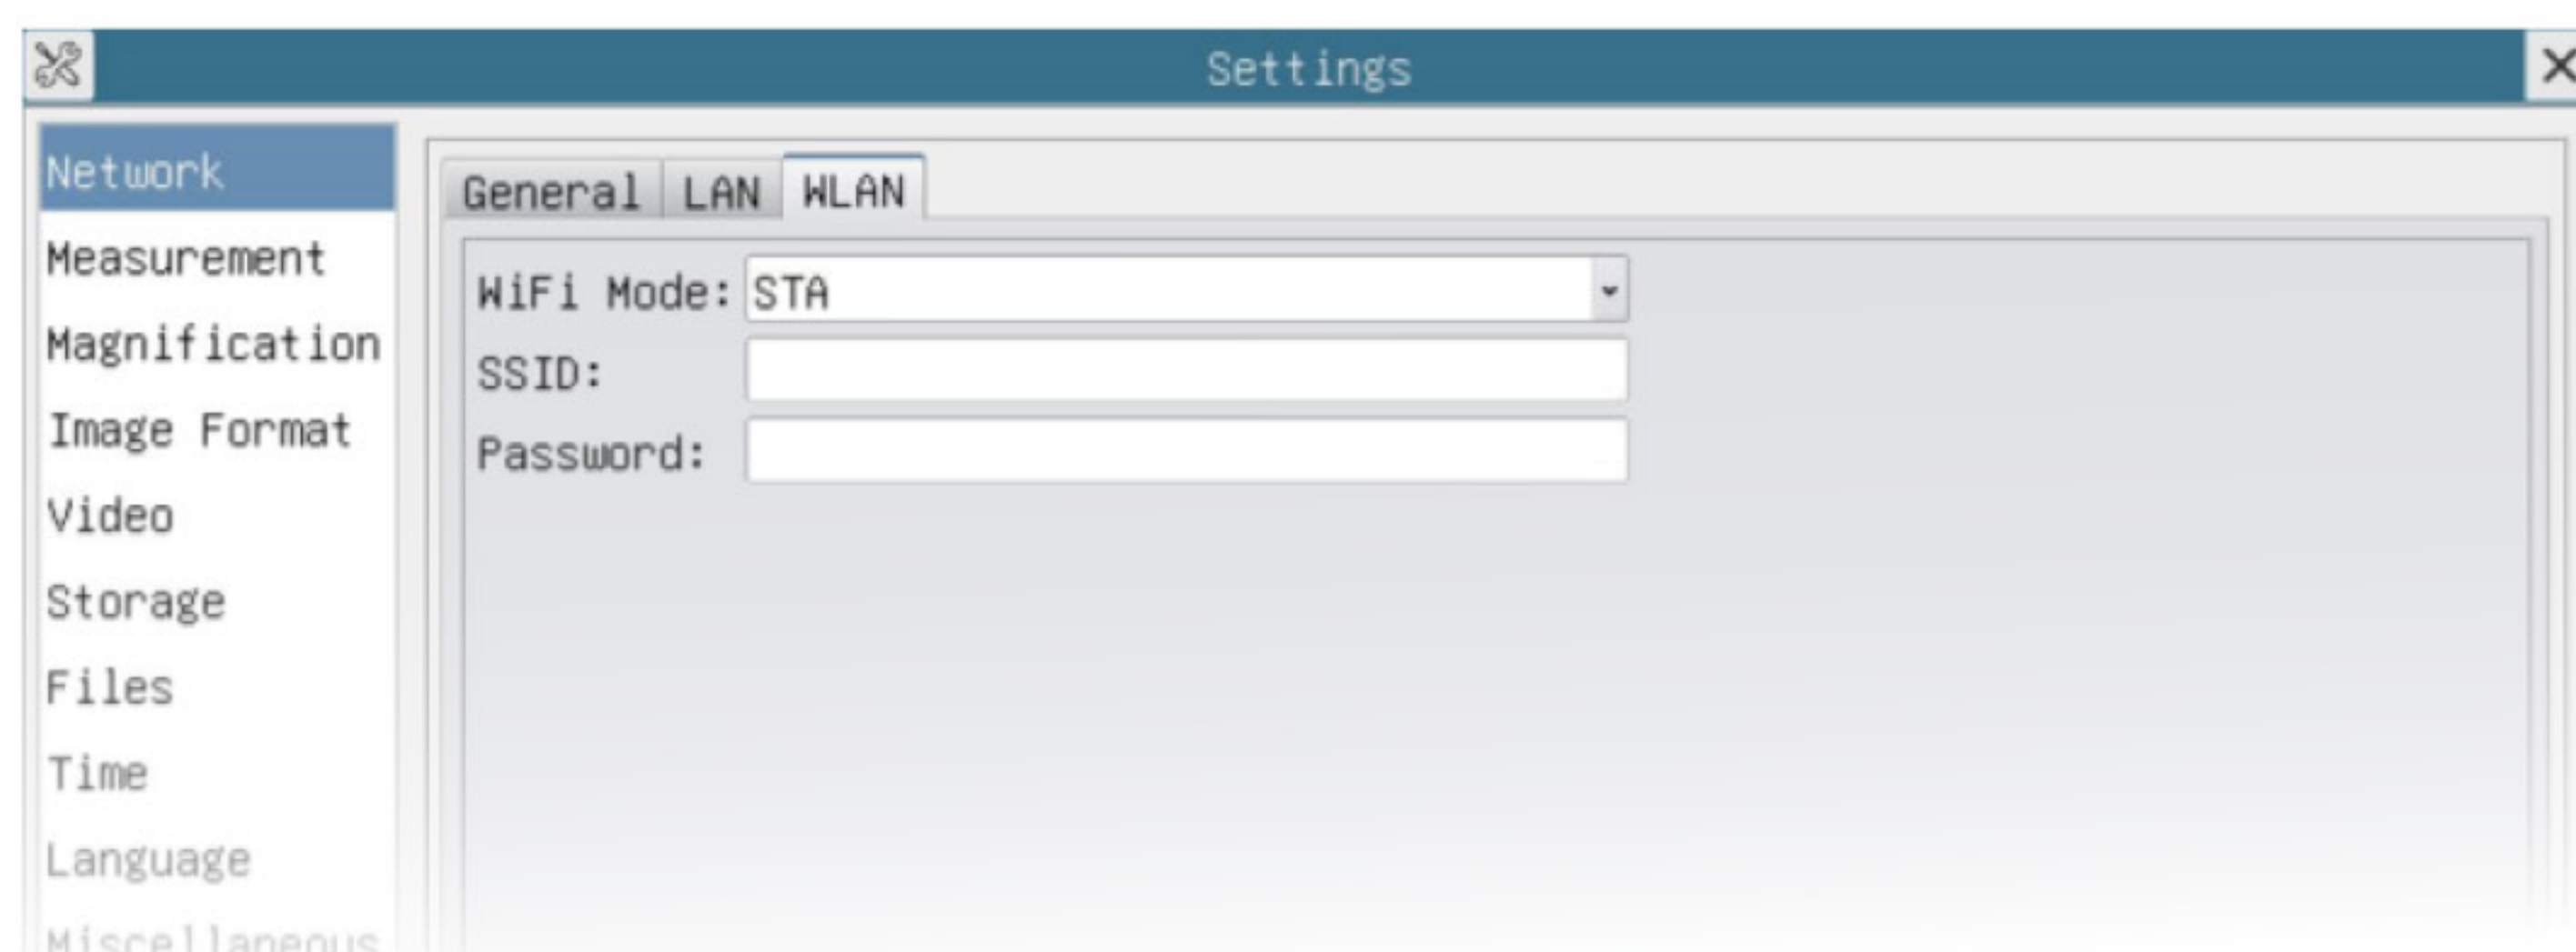 Settings
Network
Measurement
Magnification
Image Format
Video
Storage
Files
Time
Language
Miscellaneous
General LAN WLAN
WiFi Mode: STA
SSID:
Password: